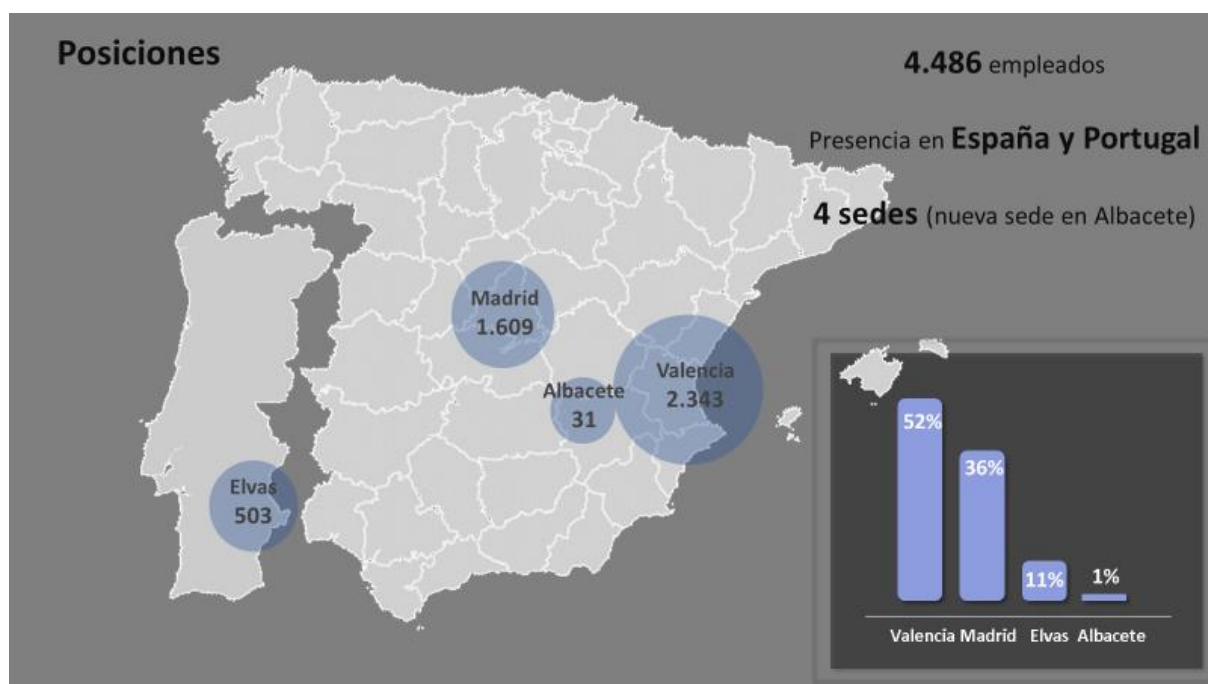 Posiciones
4.486 empleados
Presencia en España y Portugal
4 sedes (nueva sede en Albacete)
Madrid
1.609
Valencia
2.343
Albacete
31
Elvas
503
52%
36%
11%
1%
Valencia Madrid Elvas Albacete